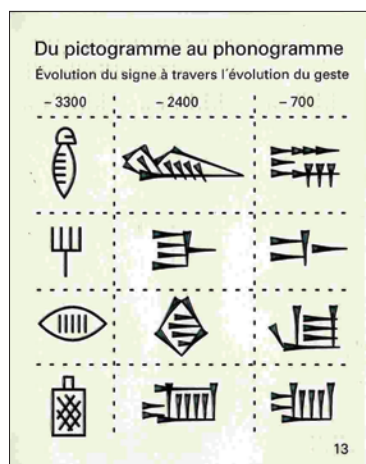 Du pictogramme au phonogramme
Évolution du signe à travers l'évolution du geste
– 3300 – 2400 – 700
13